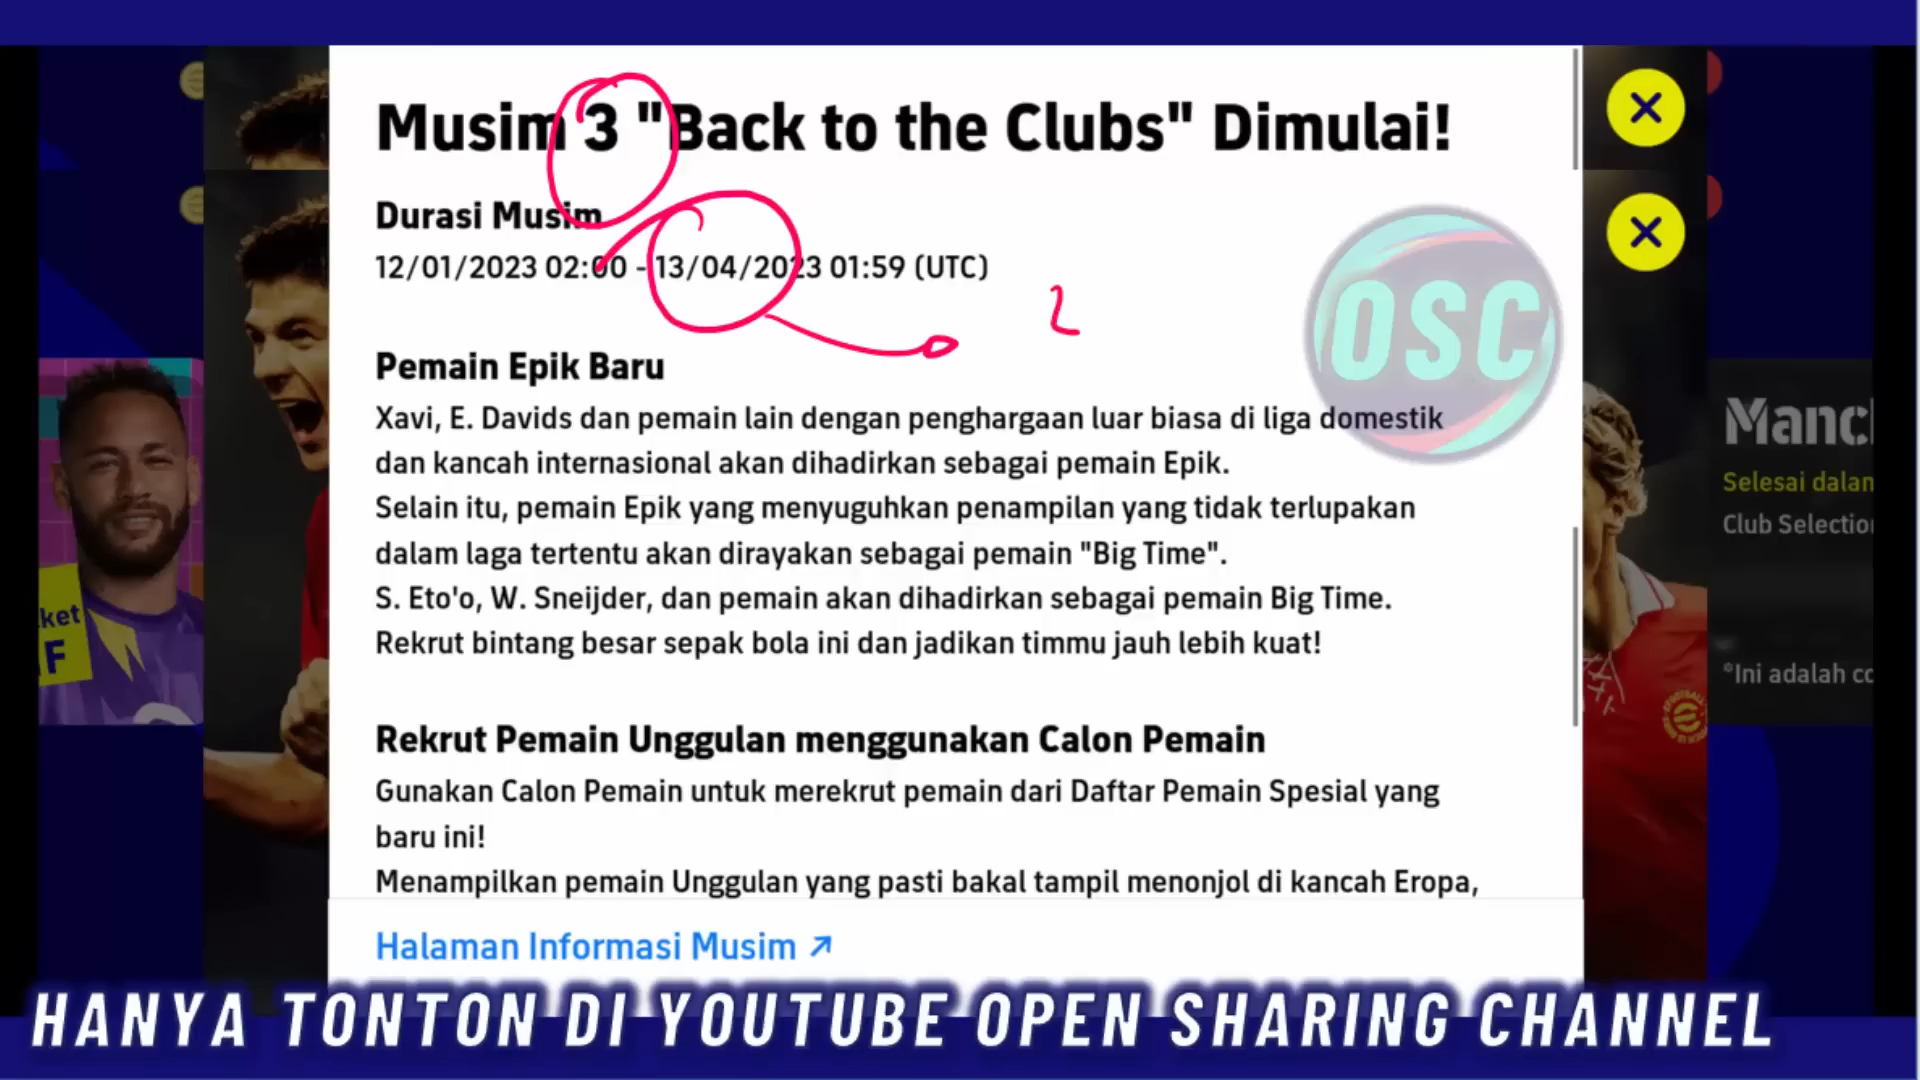 Musim 3 "Back to the Clubs" Dimulai!
Durasi Musim
12/01/2023 02:00 - 13/04/2023 01:59 (UTC)
2
OSC
Pemain Epik Baru
Xavi, E. Davids dan pemain lain dengan penghargaan luar biasa di liga domestik
dan kancah internasional akan dihadirkan sebagai pemain Epik.
Selain itu, pemain Epik yang menyuguhkan penampilan yang tidak terlupakan
dalam laga tertentu akan dirayakan sebagai pemain "Big Time".
S. Eto'o, W. Sneijder, dan pemain akan dihadirkan sebagai pemain Big Time.
Rekrut bintang besar sepak bola ini dan jadikan timmu jauh lebih kuat!
Rekrut Pemain Unggulan menggunakan Calon Pemain
Gunakan Calon Pemain untuk merekrut pemain dari Daftar Pemain Spesial yang
baru ini!
Menampilkan pemain Unggulan yang pasti bakal tampil menonjol di kancah Eropa,
Halaman Informasi Musim ↗
ket
F
Manc
Selesai dalam
Club Selectio
*Ini adalah co
HANYA TONTON DI YOUTUBE OPEN SHARING CHANNEL